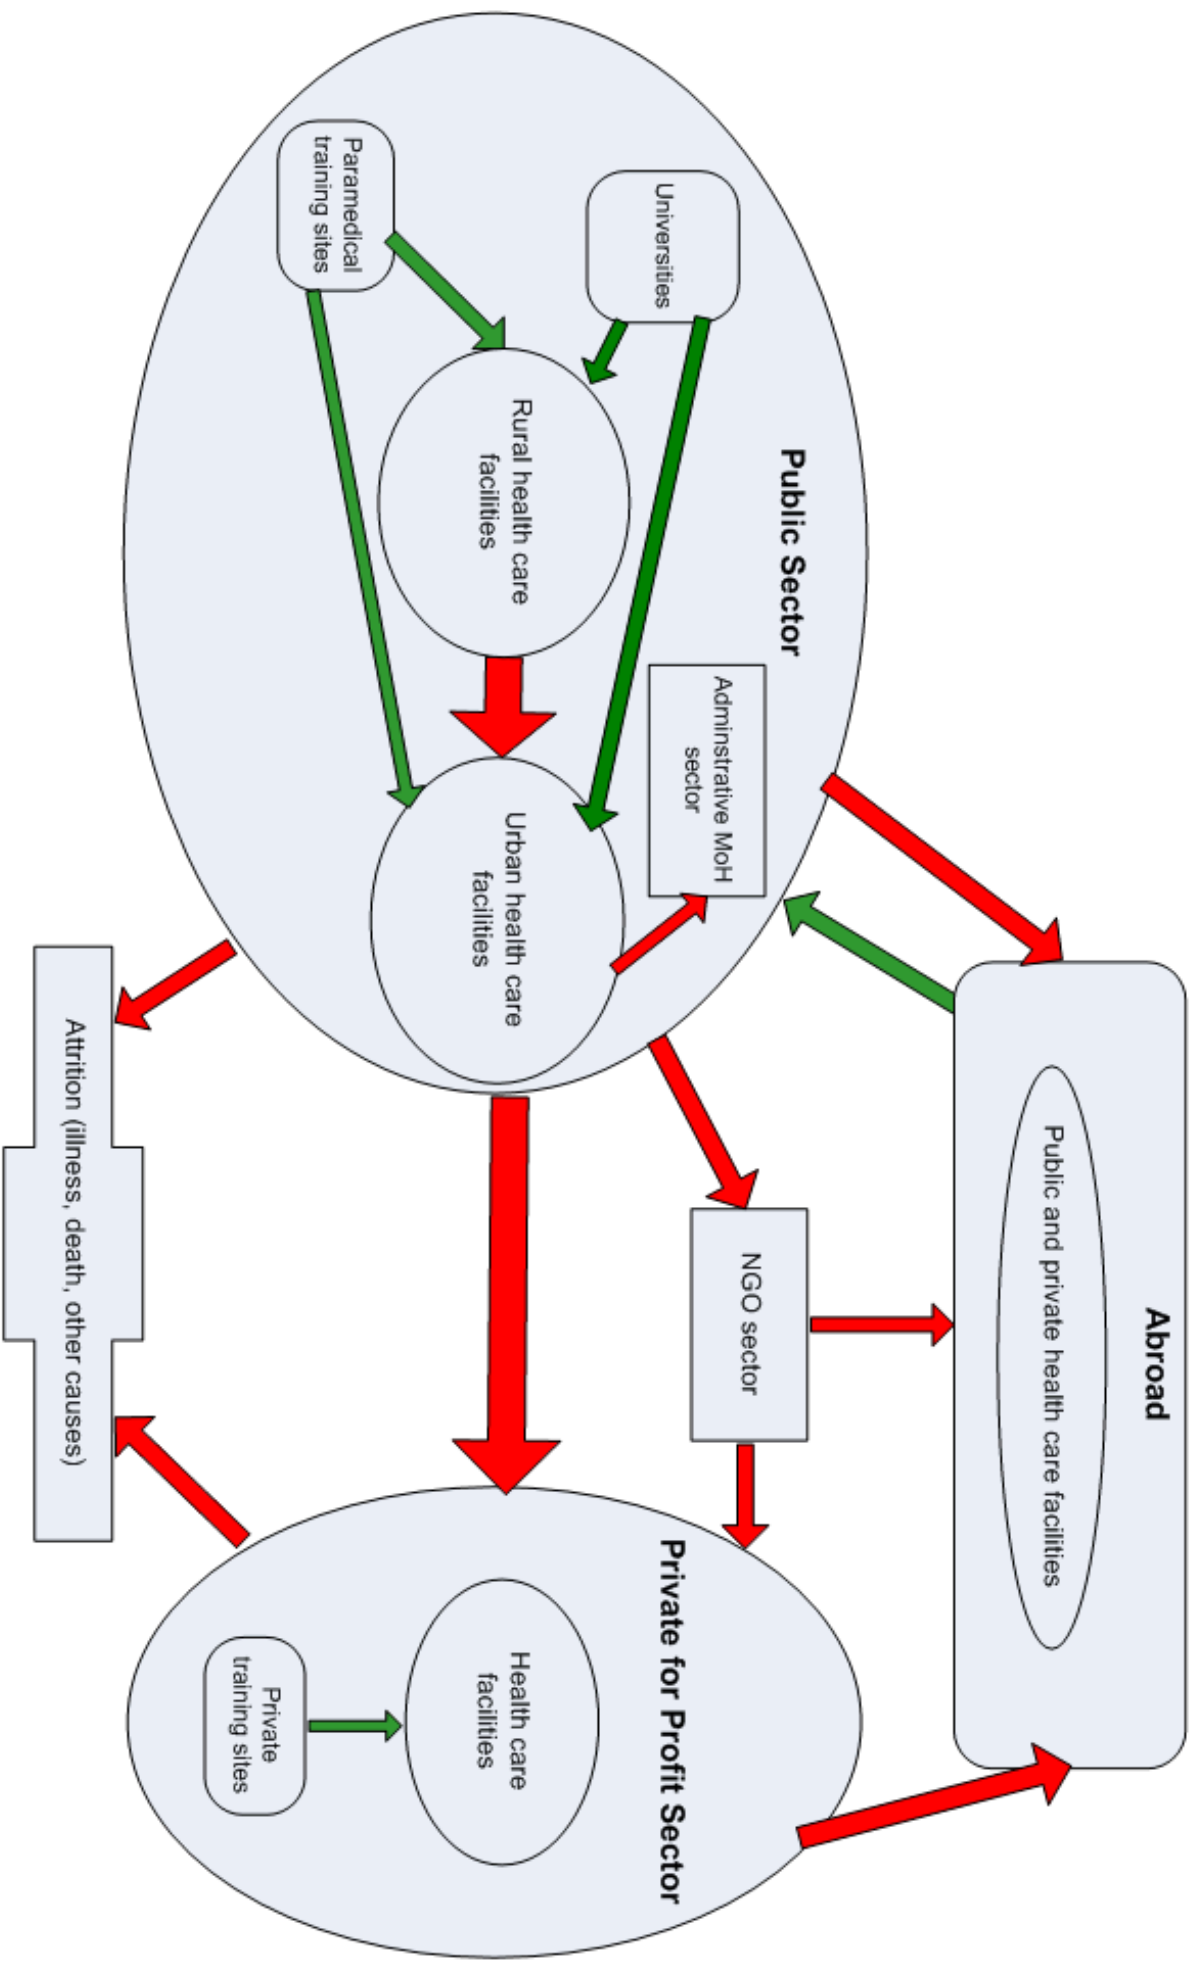 Abroad
Public and private health care facilities
Public Sector
Universities
Adminstrative MoH
sector
NGO sector
Paramedical
training sites
Rural health care
facilities
Urban health care
facilities
Private for Profit Sector
Health care
facilities
Private
training sites
Attrition (illness, death, other causes)